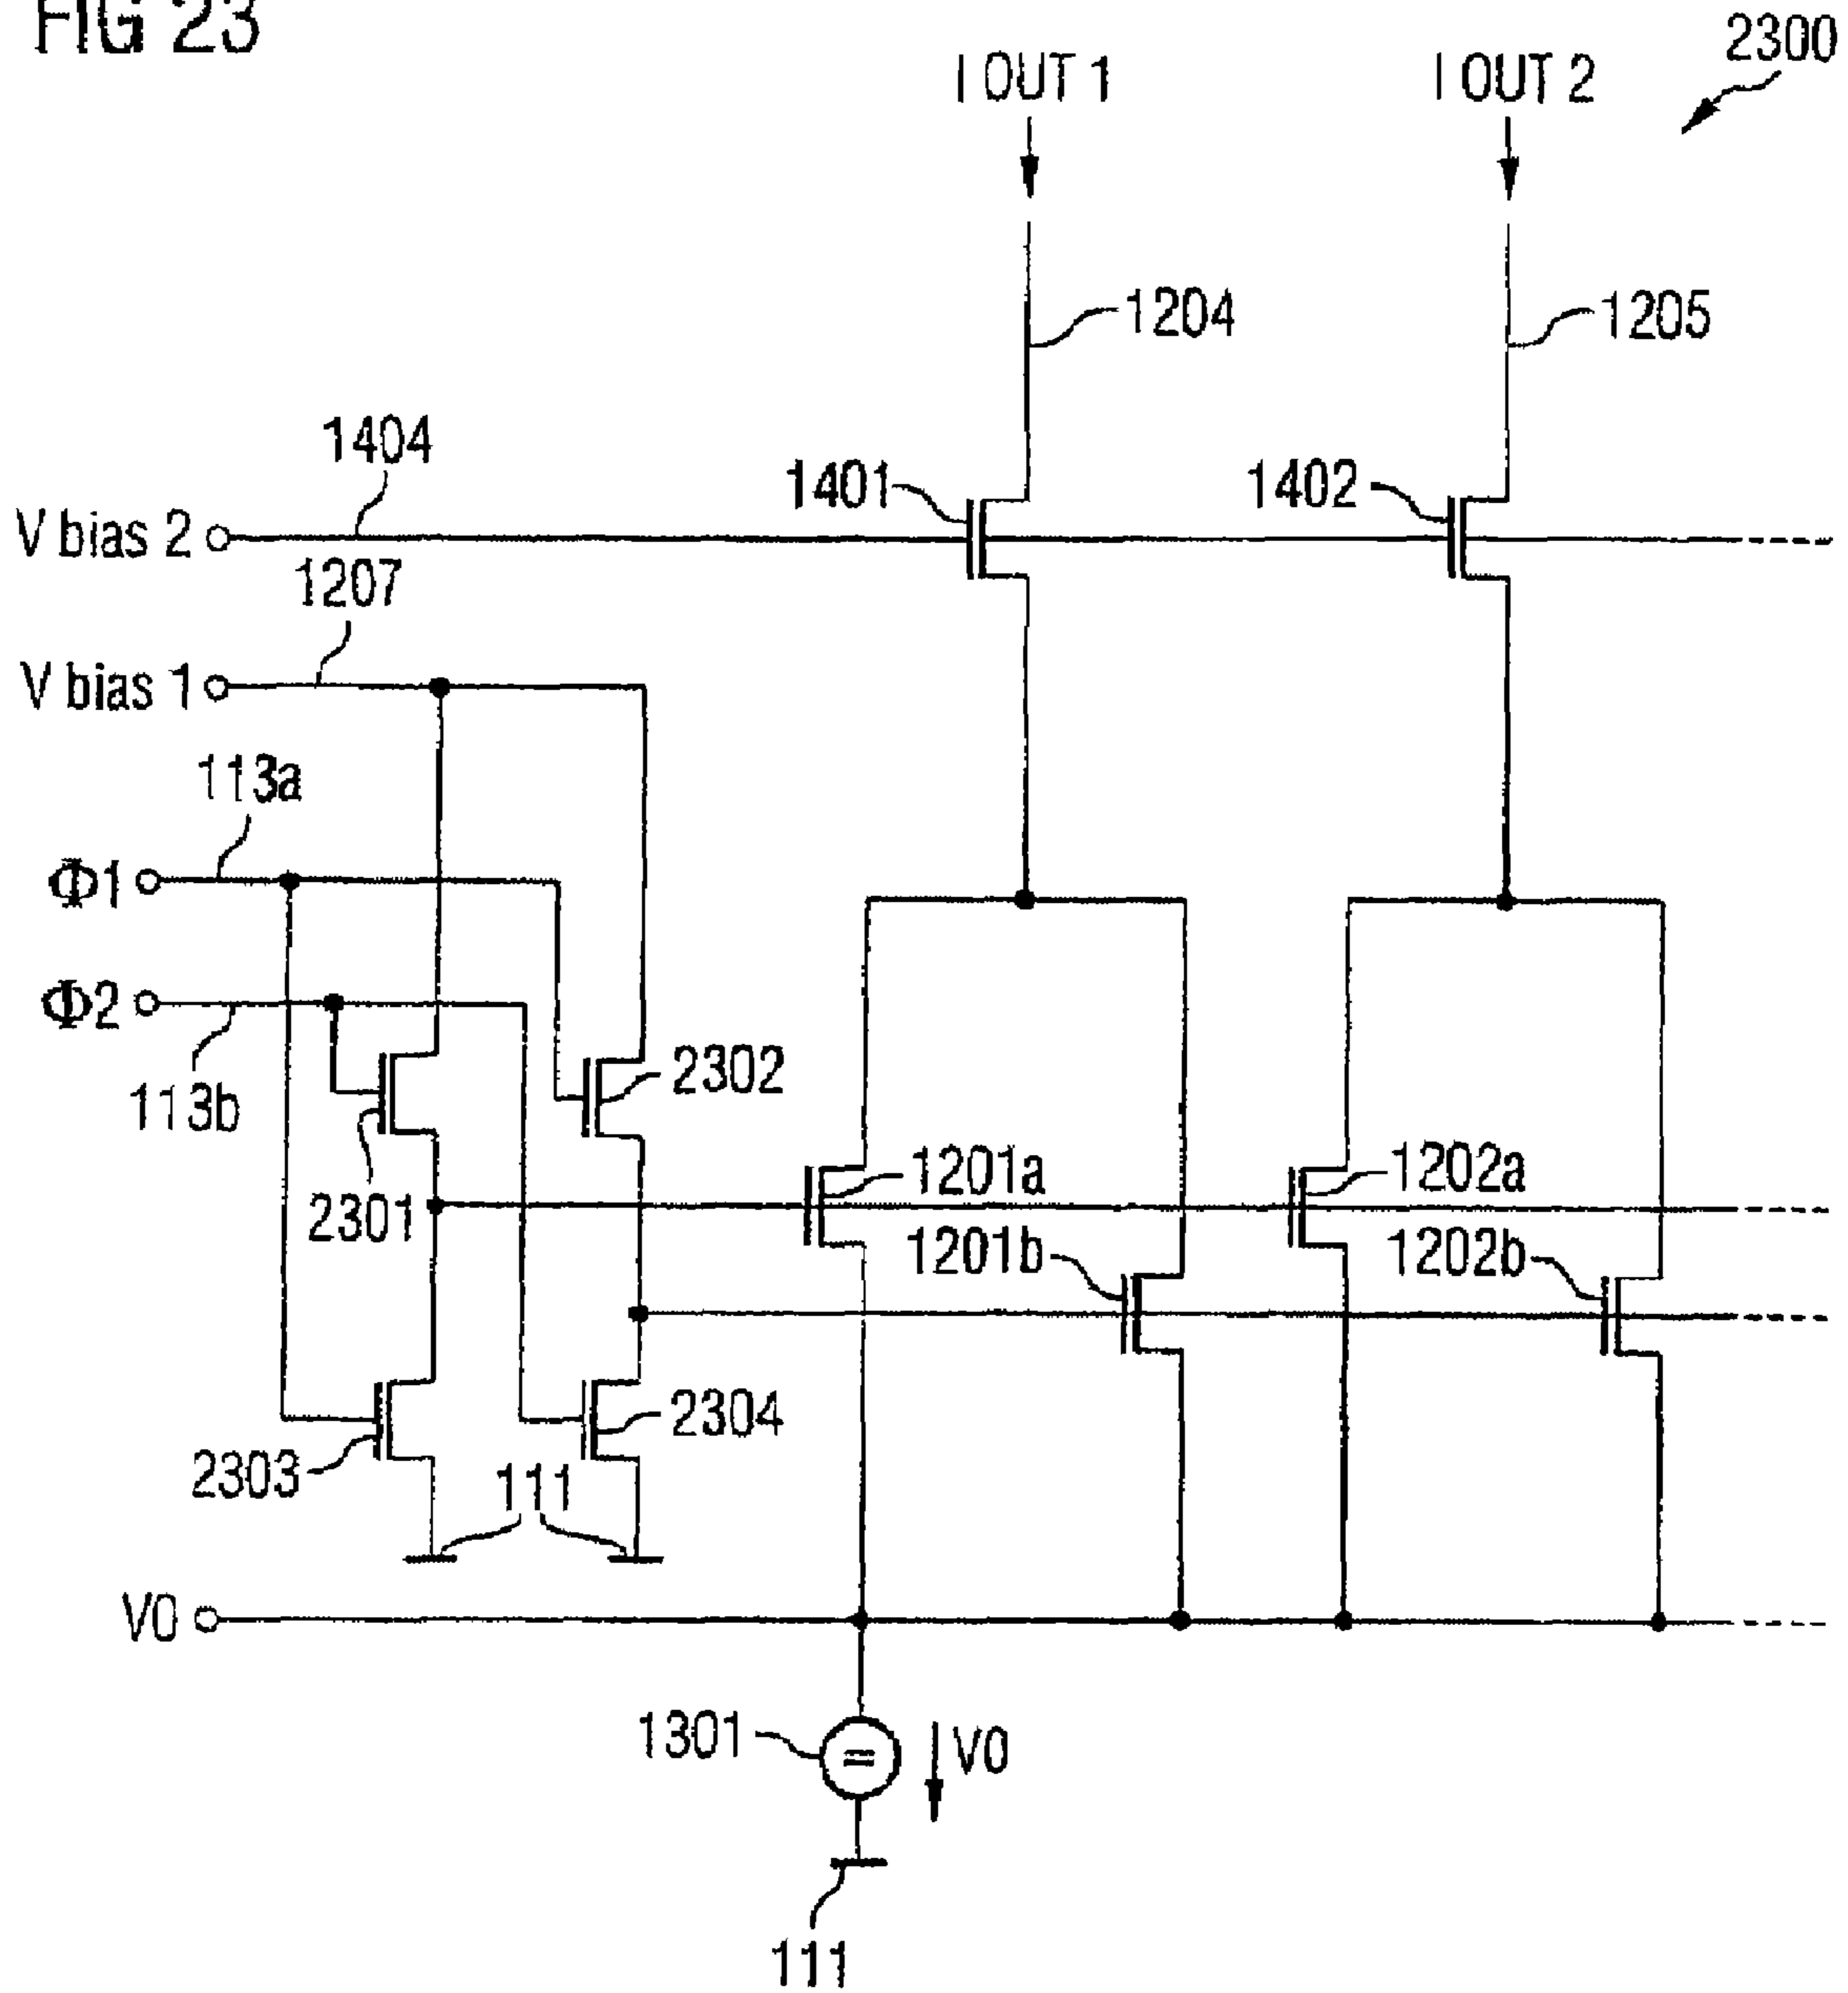 FIG 23
2300
I OUT 1
I OUT 2
1204
1205
1404
1401
1402
V bias 2
1207
V bias 1
113a
Φ1
Φ2
113b
2302
2301
1201a
1202a
1201b
1202b
2304
2303
111
V0
1301
V0
111